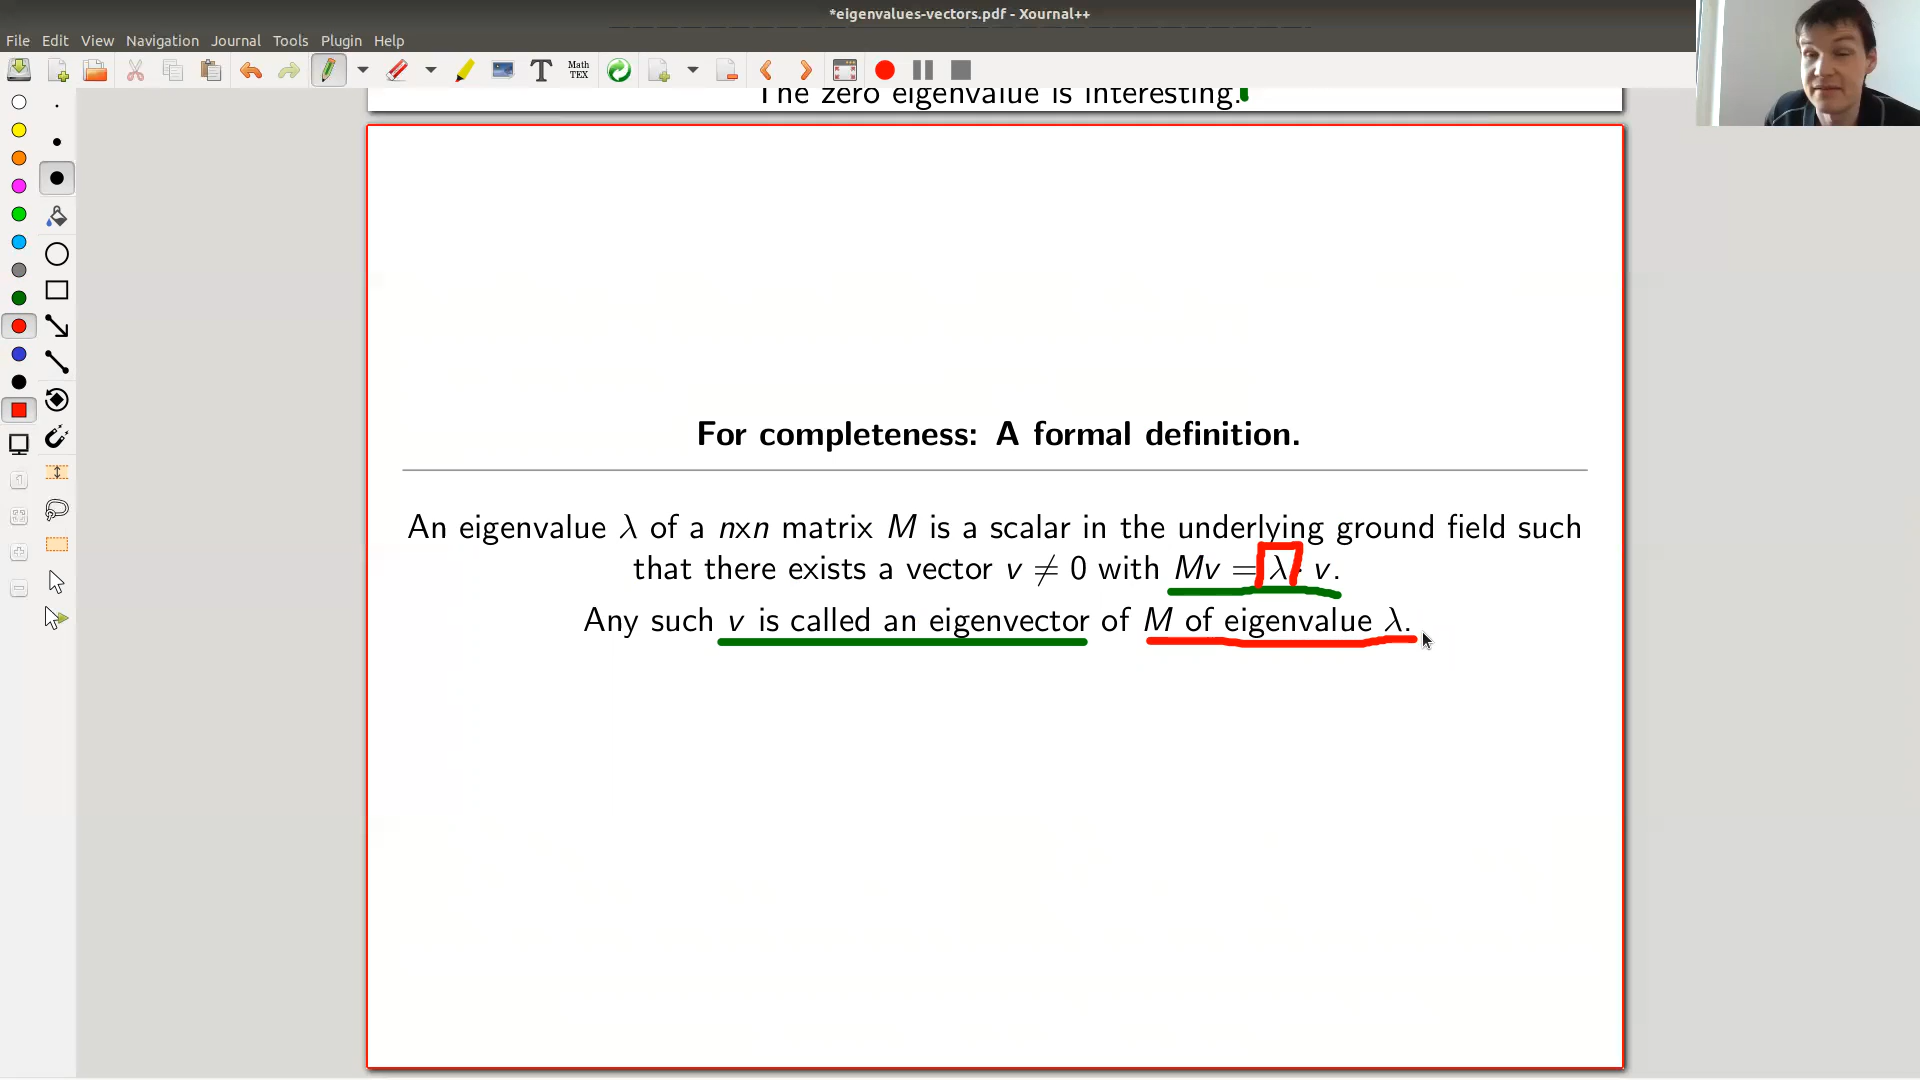 *eigenvalues-vectors.pdf - Xournal++
File Edit View Navigation Journal Tools Plugin Help
Math
TEX
The zero eigenvalue is interesting.
For completeness: A formal definition.
An eigenvalue λ of a nxn matrix M is a scalar in the underlying ground field such
that there exists a vector v ≠ 0 with Mv = λ · v.
Any such v is called an eigenvector of M of eigenvalue λ.